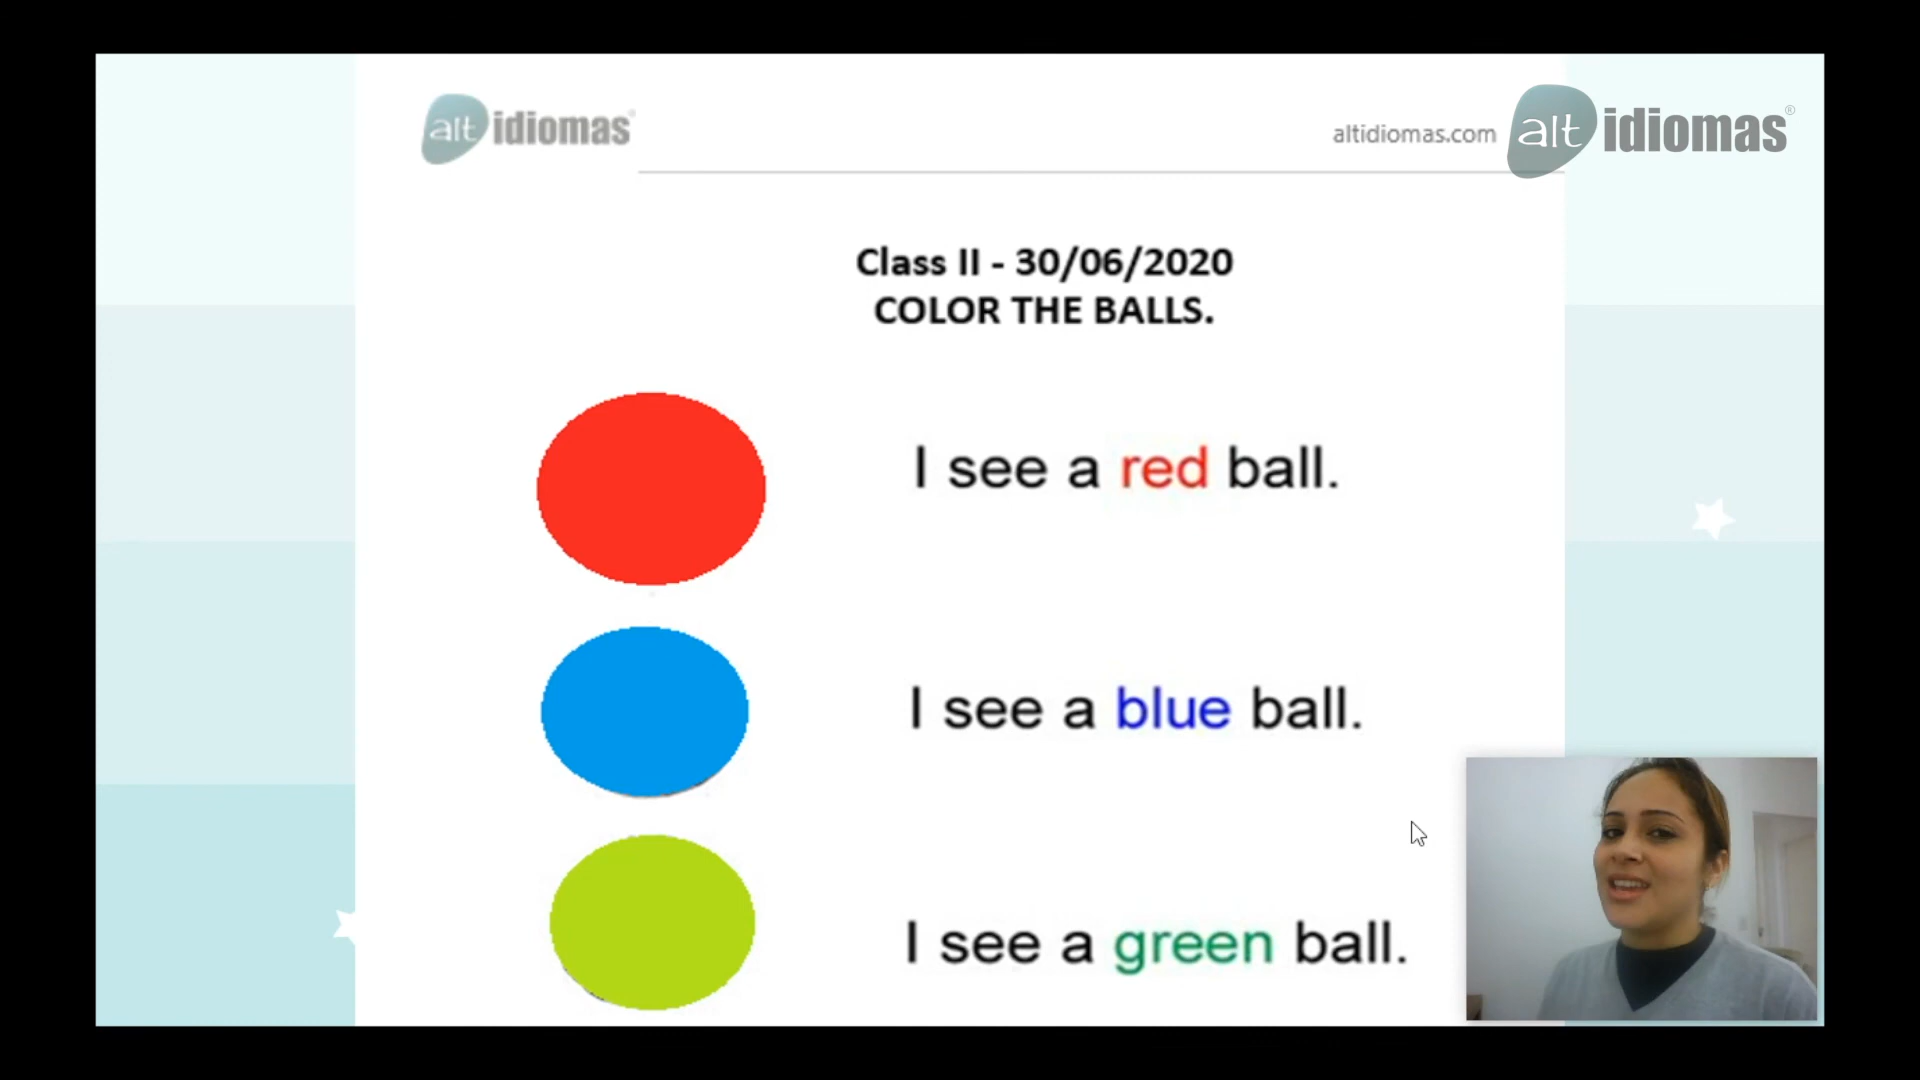 alt idiomas
altidiomas.com
alt idiomas®
Class II - 30/06/2020
COLOR THE BALLS.
I see a red ball.
I see a blue ball.
I see a green ball.